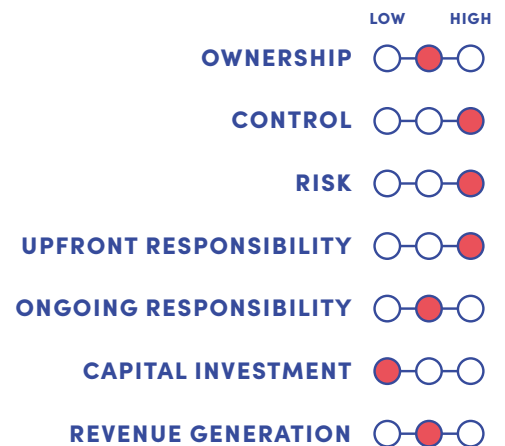 LOW HIGH
OWNERSHIP
CONTROL
RISK
UPFRONT RESPONSIBILITY
ONGOING RESPONSIBILITY
CAPITAL INVESTMENT
REVENUE GENERATION